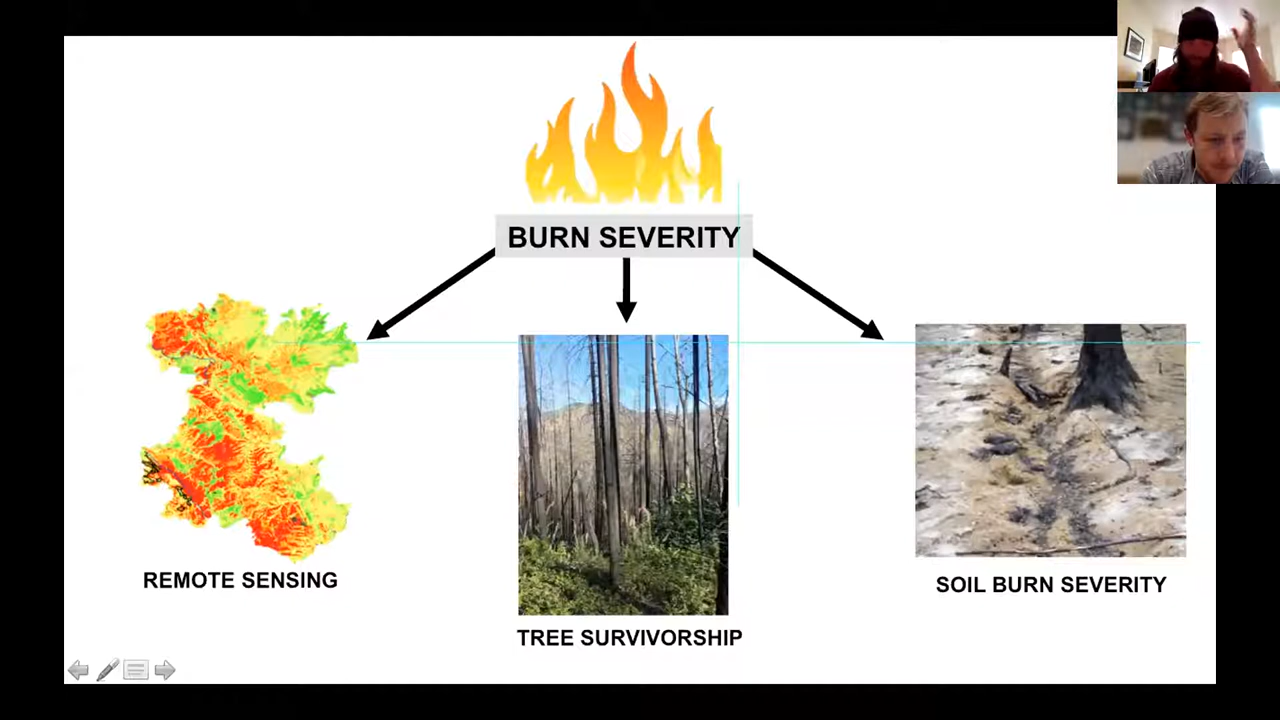 BURN SEVERITY
REMOTE SENSING
TREE SURVIVORSHIP
SOIL BURN SEVERITY